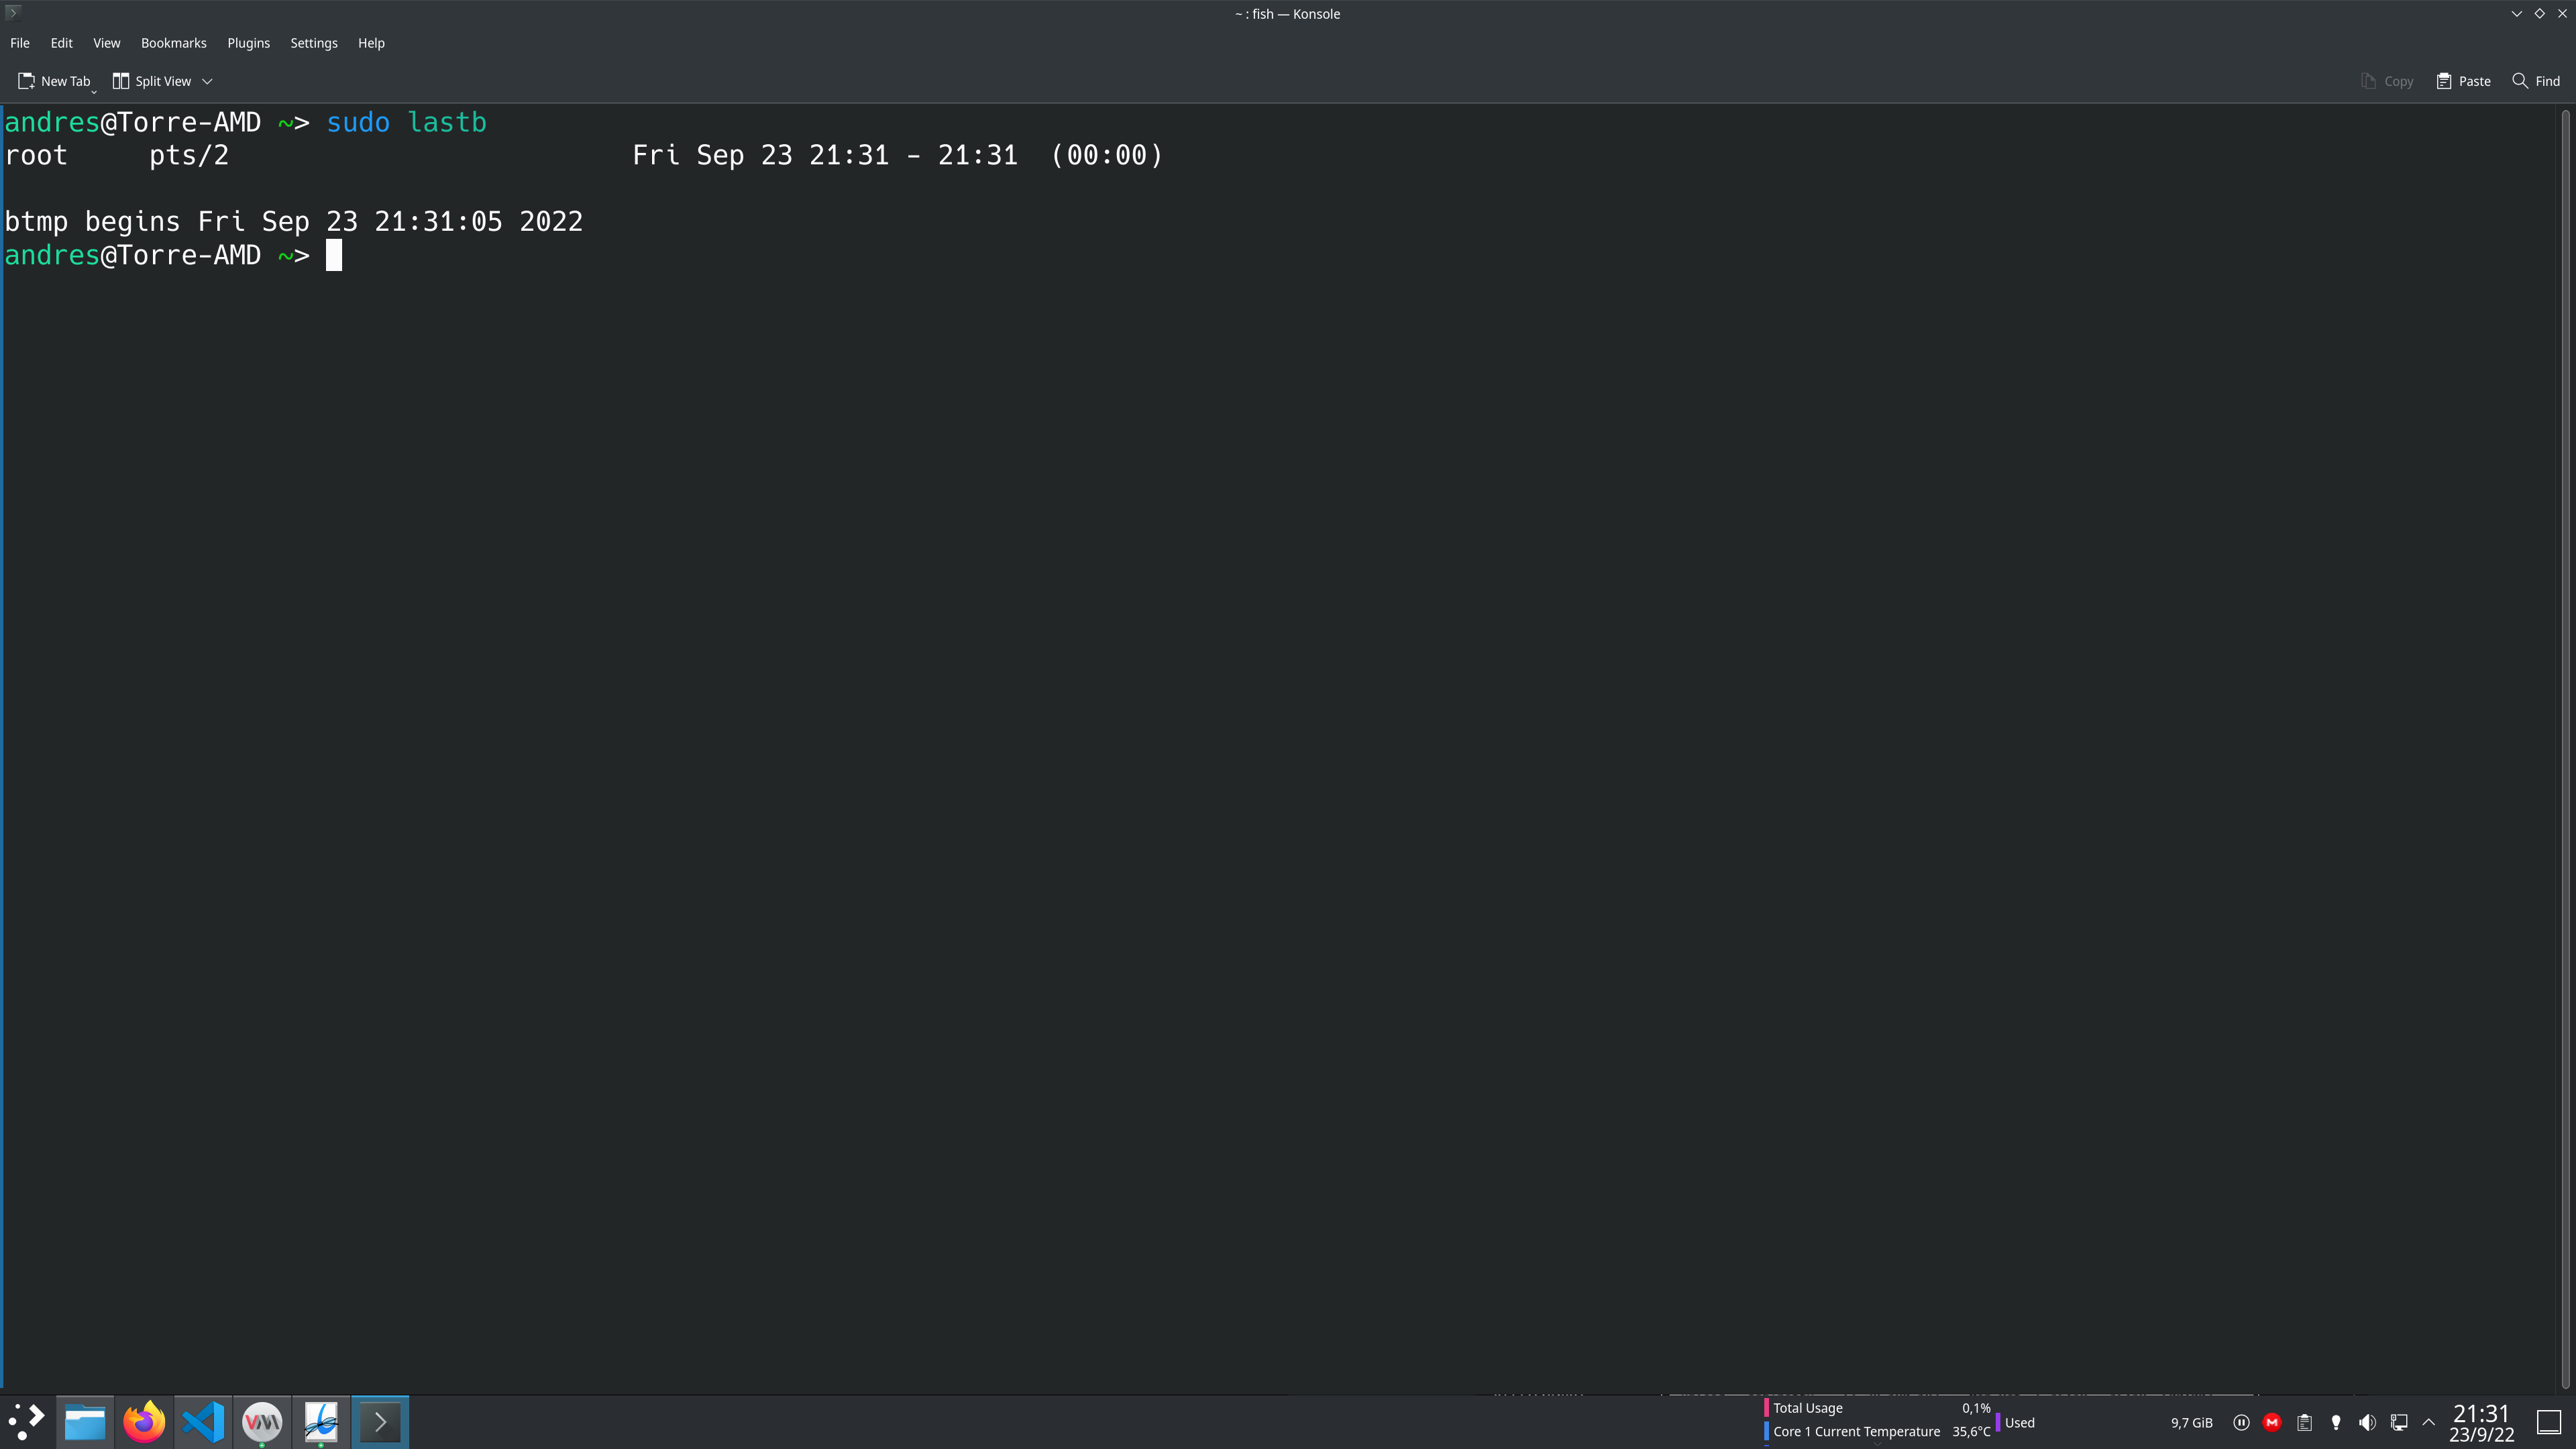 ~ : fish — Konsole
File Edit View Bookmarks Plugins Settings Help
New Tab Split View Copy Paste Find
andres@Torre-AMD ~> sudo lastb
root     pts/2                         Fri Sep 23 21:31 - 21:31  (00:00)
btmp begins Fri Sep 23 21:31:05 2022
andres@Torre-AMD ~>
Total Usage 0,1%
Core 1 Current Temperature 35,6°C
Used 9,7 GiB
21:31
23/9/22